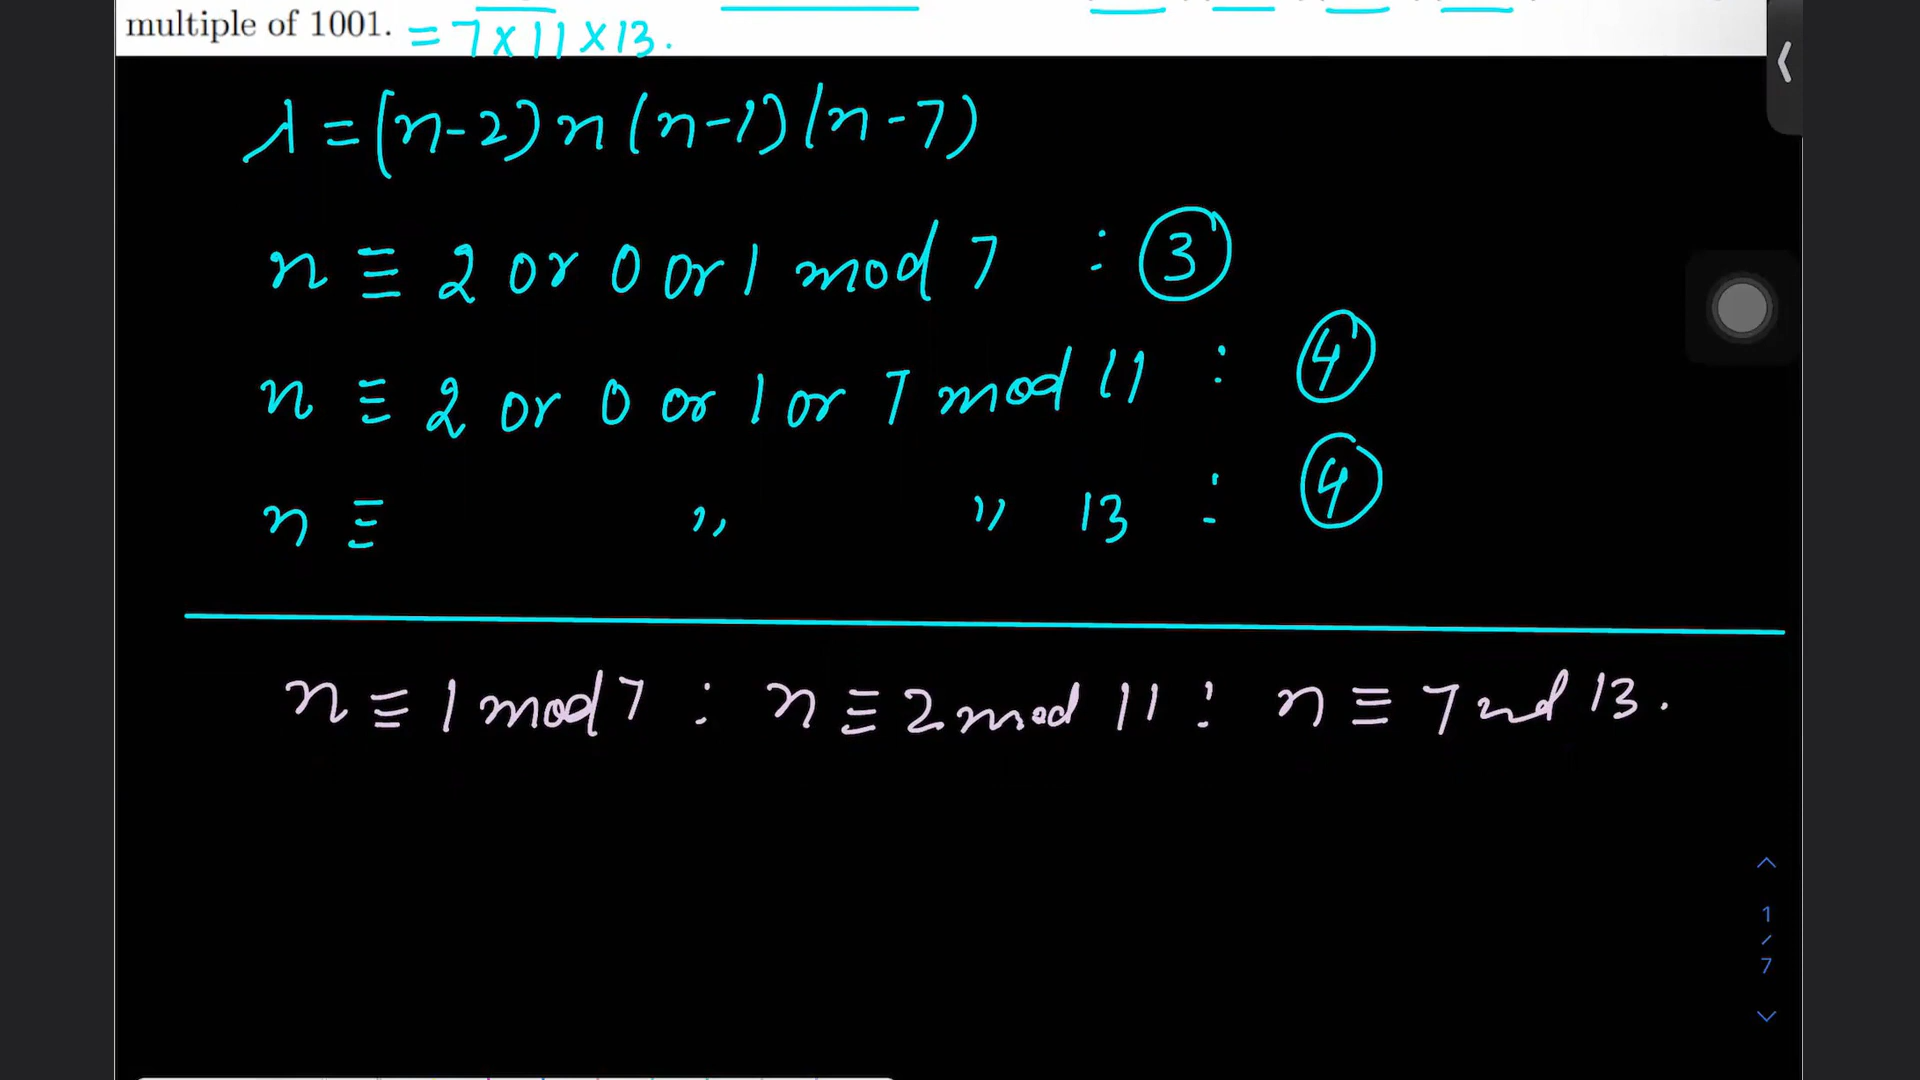 multiple of 1001. = 7 x 11 x 13.
λ = (n-2) n (n-1) (n-7)
n ≡ 2 or 0 or 1 mod 7 : 3
n ≡ 2 or 0 or 1 or 7 mod 11 : 4
n ≡ " " 13 : 4
n ≡ 1 mod 7 : n ≡ 2 mod 11 : n ≡ 7 md 13.
1
/
7